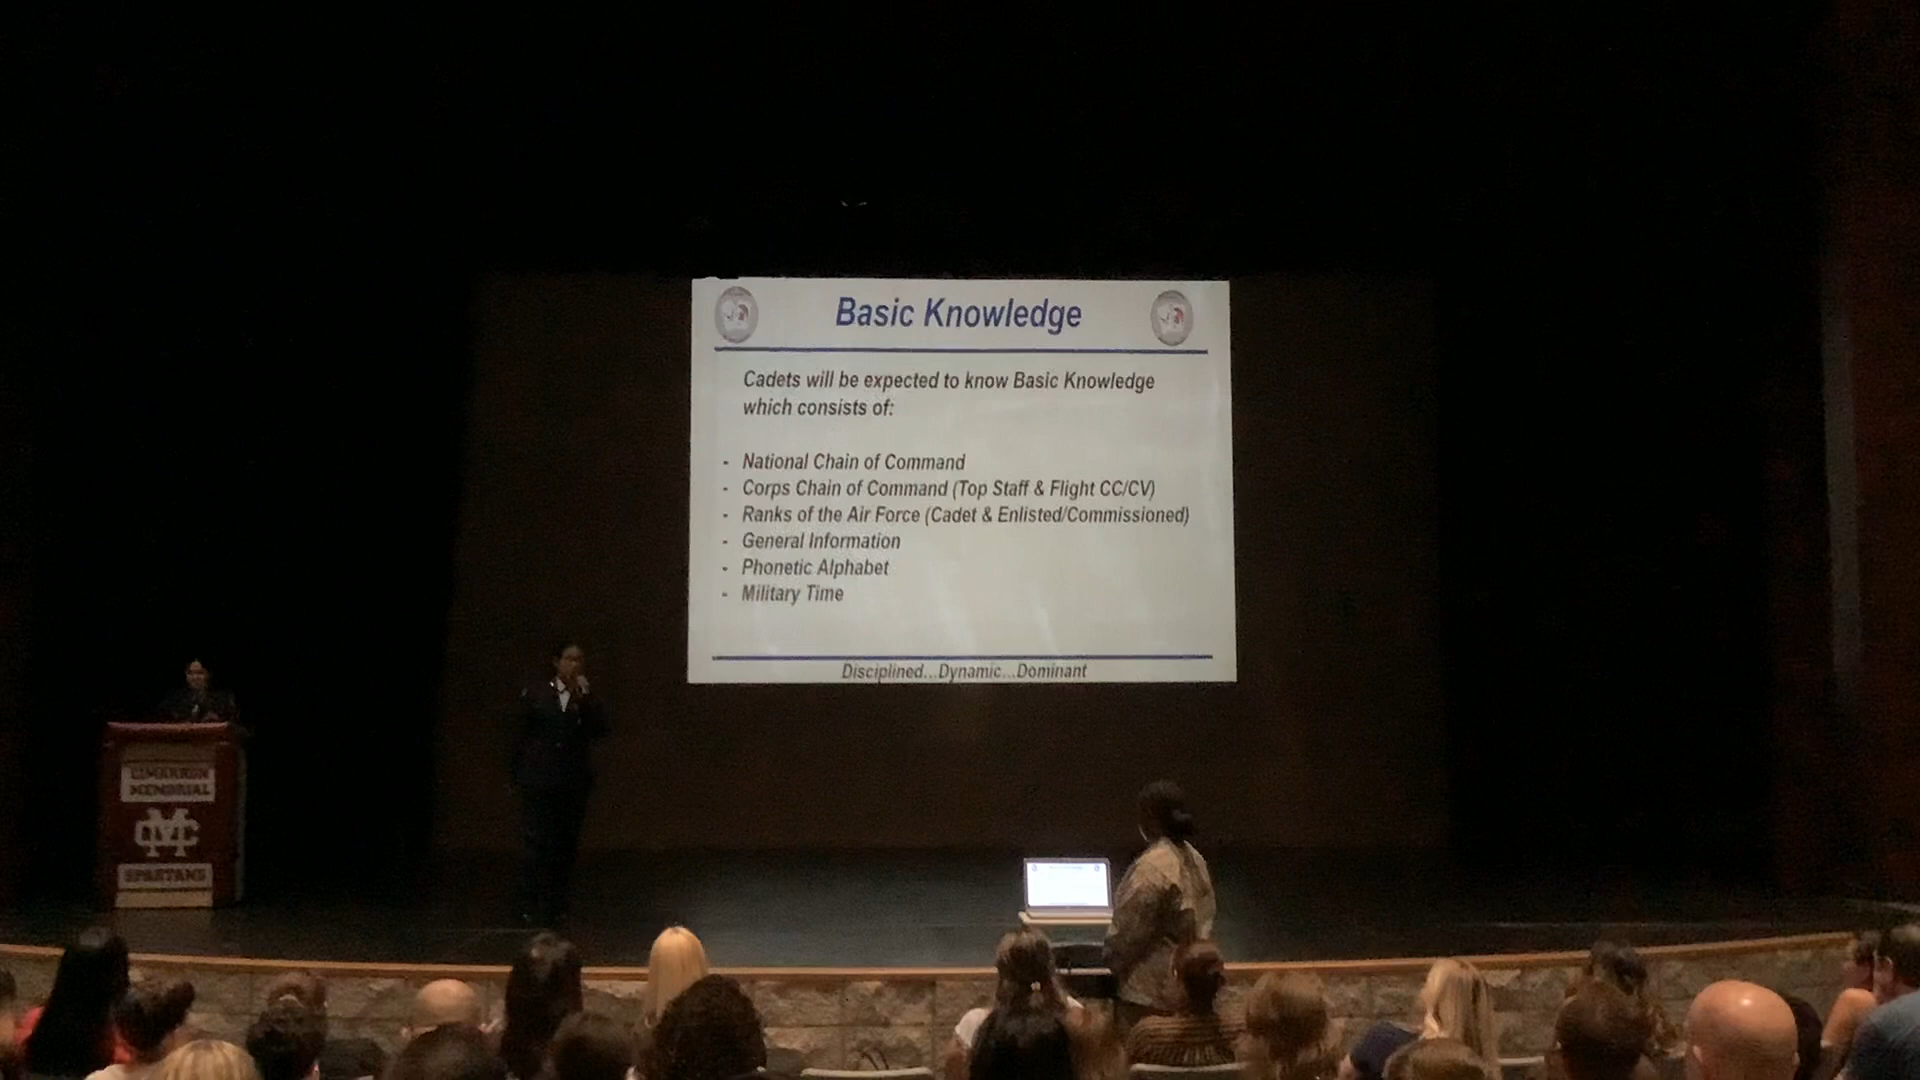 Basic Knowledge
Cadets will be expected to know Basic Knowledge
which consists of:
- National Chain of Command
- Corps Chain of Command (Top Staff & Flight CC/CV)
- Ranks of the Air Force (Cadet & Enlisted/Commissioned)
- General Information
- Phonetic Alphabet
- Military Time
Disciplined...Dynamic...Dominant
CIMARRON
MEMORIAL
CM
SPARTANS